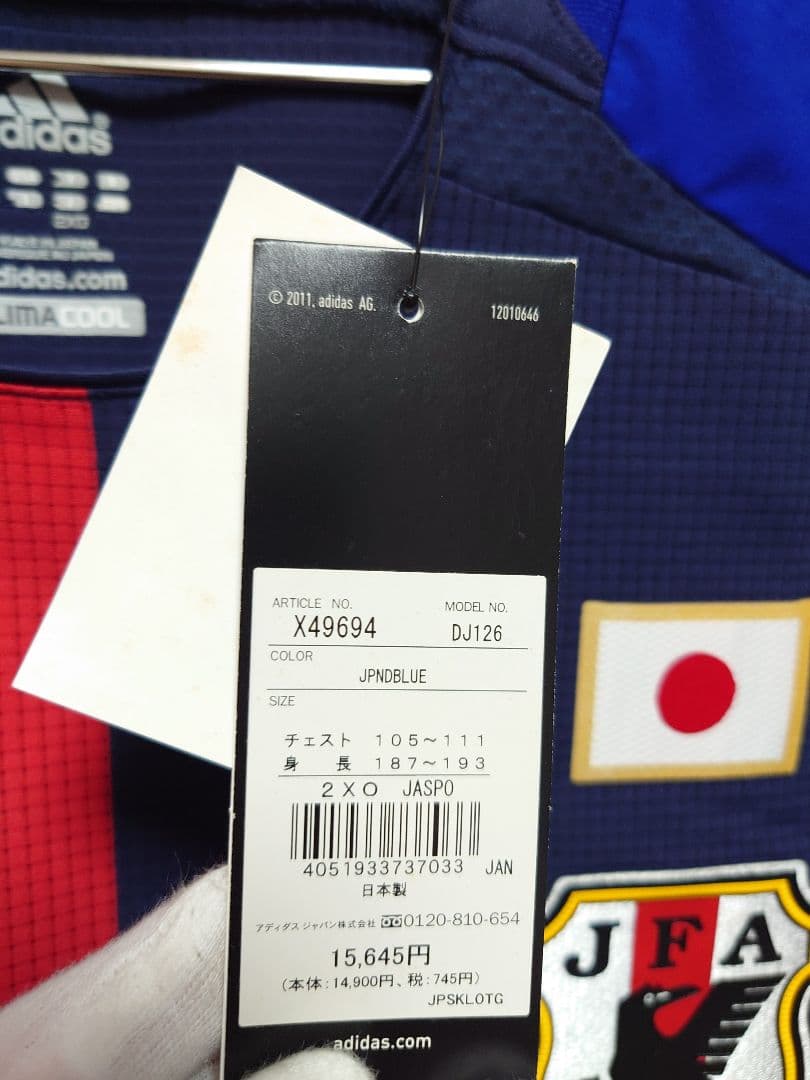 adidas
2XO
adidas.com
CLIMACOOL
© 2011. adidas AG.
12010646
ARTICLE NO.
MODEL NO.
X49694
DJ126
COLOR
JPNDBLUE
SIZE
チェスト 105～111
身 長 187～193
2XO JASPO
4051933737033 JAN
日本製
アディダス ジャパン株式会社 0120-810-654
15,645円
(本体:14,900円、税:745円)
JPSKLOTG
adidas.com
JFA